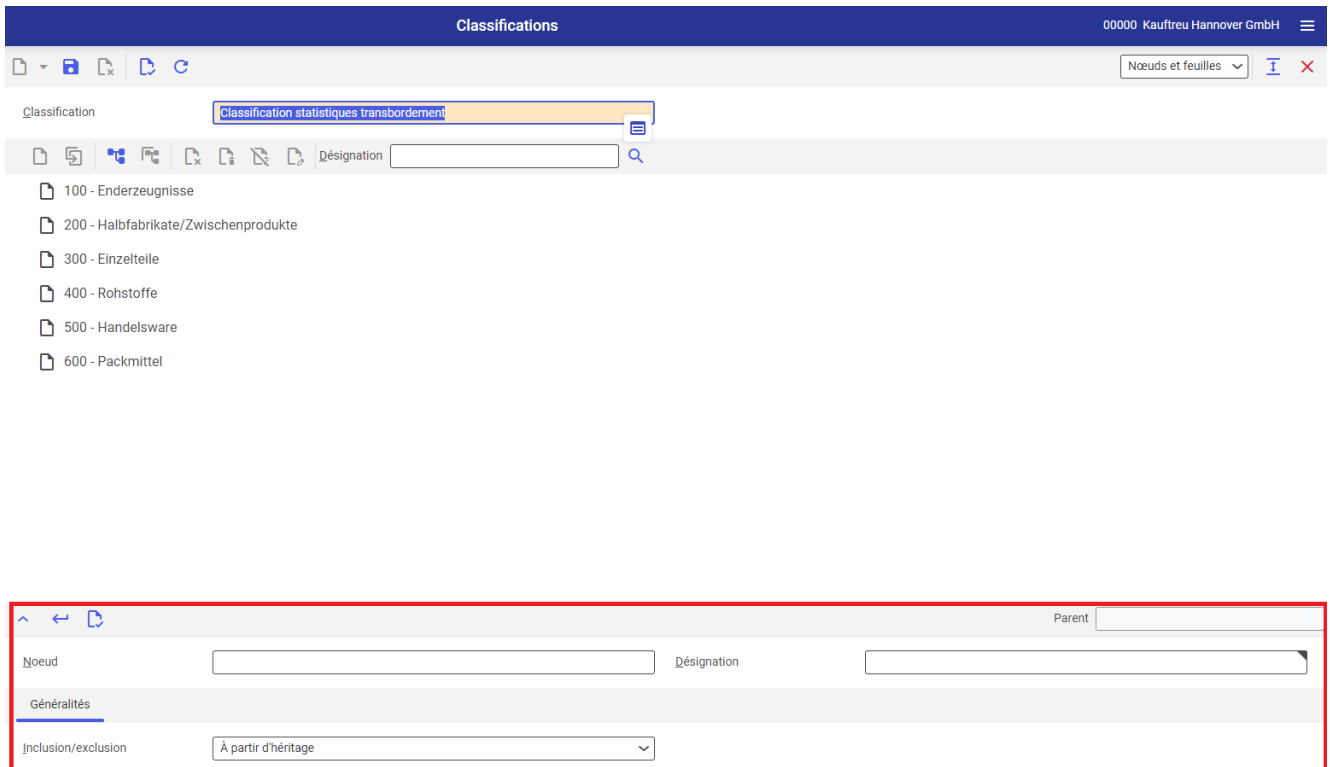 Classifications
00000 Kauftreu Hannover GmbH
Nœuds et feuilles
Classification
Classification statistiques transbordement
Désignation
100 - Enderzeugnisse
200 - Halbfabrikate/Zwischenprodukte
300 - Einzelteile
400 - Rohstoffe
500 - Handelsware
600 - Packmittel
Parent
Noeud
Désignation
Généralités
Inclusion/exclusion
À partir d'héritage